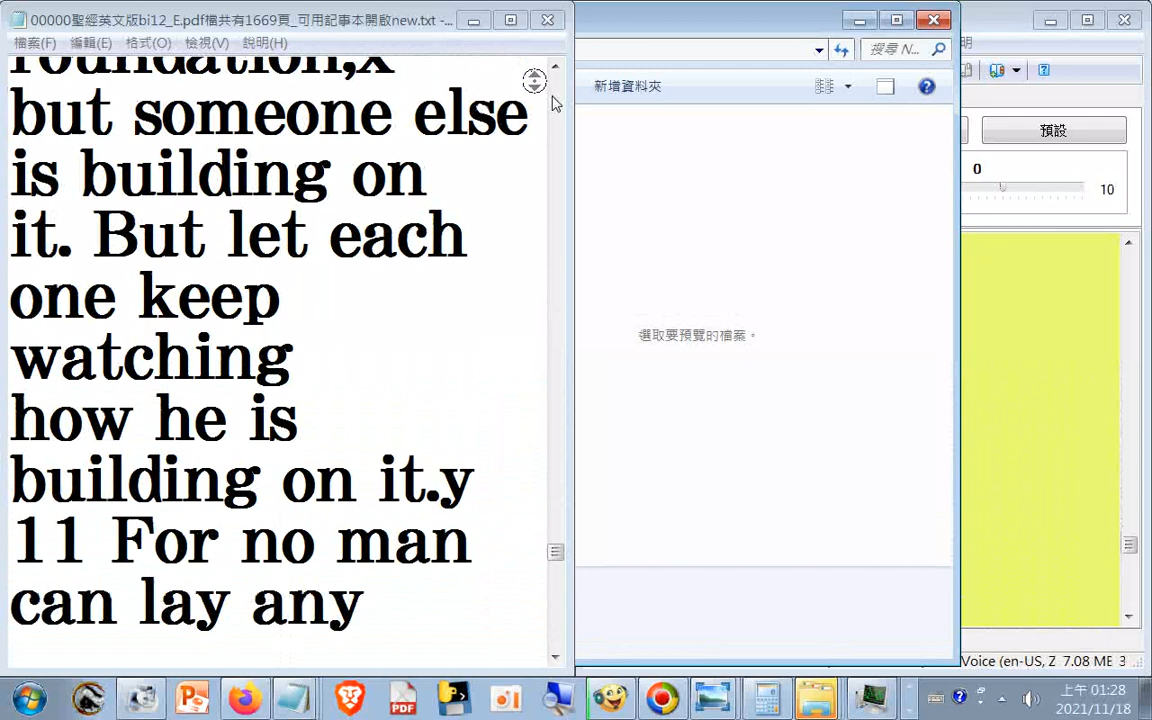 00000聖經英文版bi12_E.pdf檔共有1669頁_可用記事本開啟new.txt -...
檔案(F) 編輯(E) 格式(O) 檢視(V) 說明(H)
roundation,x
but someone else
is building on
it. But let each
one keep
watching
how he is
building on it.y
11 For no man
can lay any
搜尋 N...
新增資料夾
選取要預覽的檔案。
明
預設
0
10
Voice (en-US, Z 7.08 MB 3
PDF
上午 01:28
2021/11/18